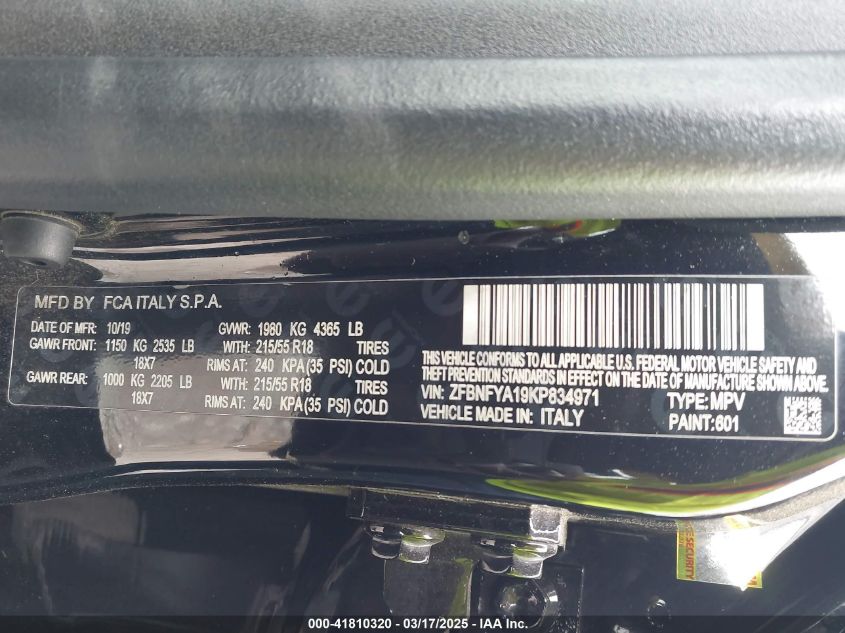 MFD BY FCA ITALY S.P.A.
DATE OF MFR: 10/19 GVWR: 1980 KG 4365 LB
GAWR FRONT: 1150 KG 2535 LB WITH: 215/55 R18 TIRES
18X7 RIMS AT: 240 KPA(35 PSI) COLD
GAWR REAR: 1000 KG 2205 LB WITH: 215/55 R18 TIRES
18X7 RIMS AT: 240 KPA(35 PSI) COLD
THIS VEHICLE CONFORMS TO ALL APPLICABLE U.S. FEDERAL MOTOR VEHICLE SAFETY AND
THEFT PREVENTION STANDARDS IN EFFECT ON THE DATE OF MANUFACTURE SHOWN ABOVE.
VIN: ZFBNFYA19KP834971 TYPE: MPV
VEHICLE MADE IN: ITALY PAINT: 601
SECURITY
000-41810320 / 03/17/2025 - IAA Inc.